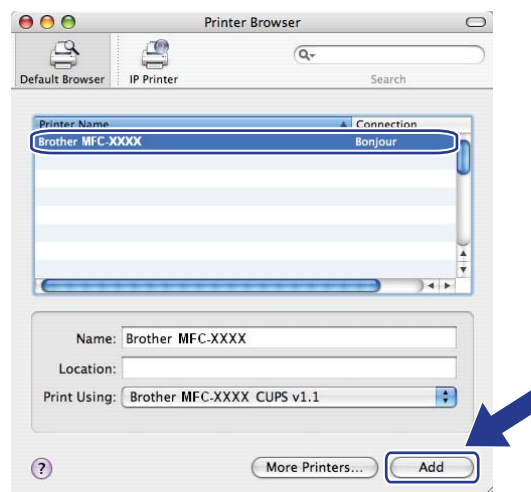 Printer Browser
Default Browser IP Printer Search
Printer Name Connection
Brother MFC-XXXX Bonjour
Name: Brother MFC-XXXX
Location:
Print Using: Brother MFC-XXXX CUPS v1.1
? More Printers... Add